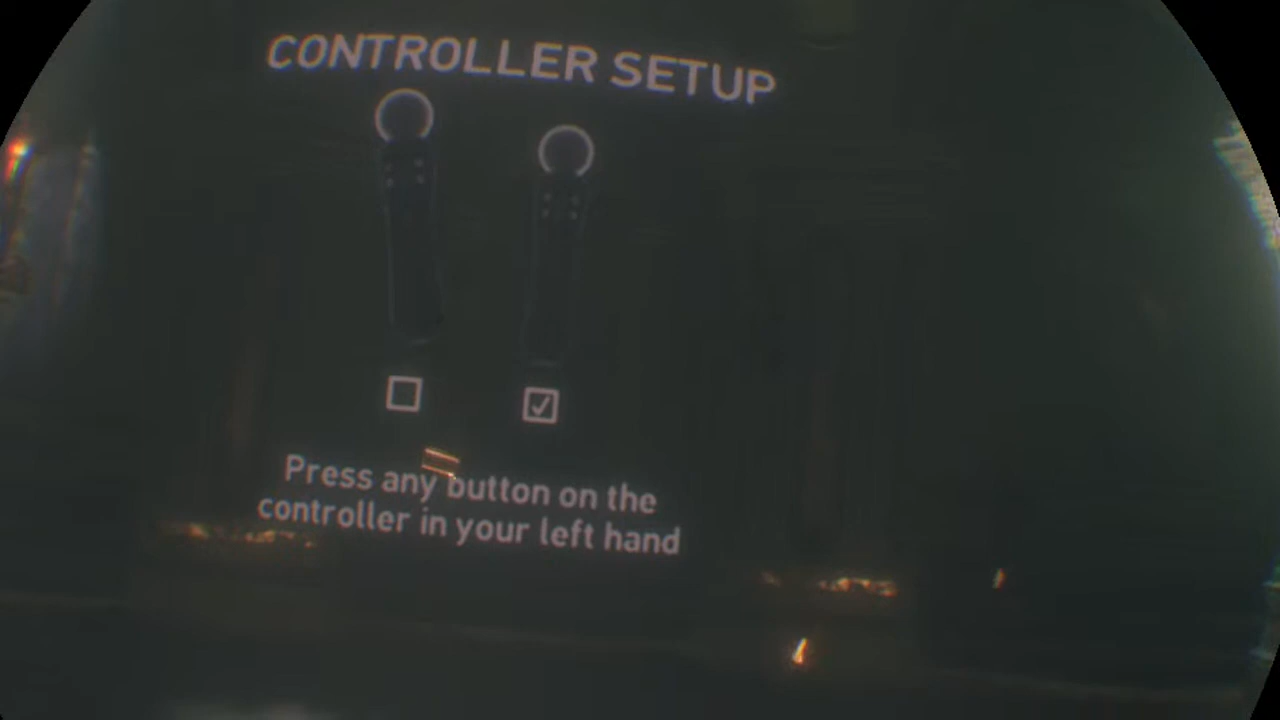 CONTROLLER SETUP
Press any button on the
controller in your left hand